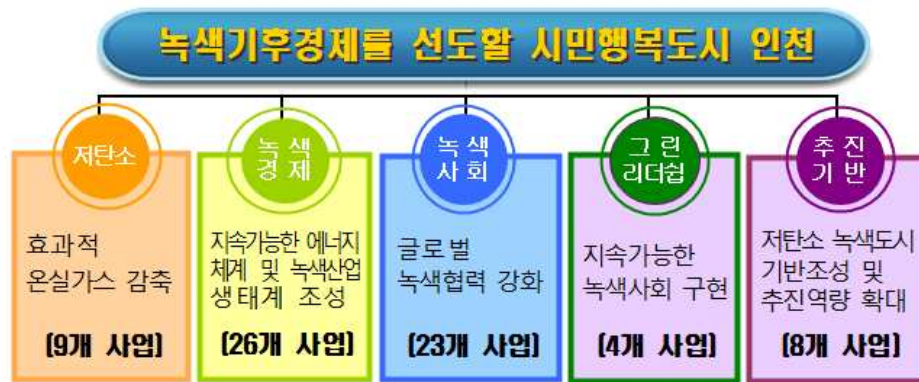 녹색기후경제를 선도할 시민행복도시 인천
저탄소
효과적
온실가스 감축
(9개 사업)
녹 색
경 제
지속가능한 에너지
체계 및 녹색산업
생태계 조성
(26개 사업)
녹 색
사 회
글로벌
녹색협력 강화
(23개 사업)
그 린
리더쉽
지속가능한
녹색사회 구현
(4개 사업)
추 진
기 반
저탄소 녹색도시
기반조성 및
추진역량 확대
(8개 사업)